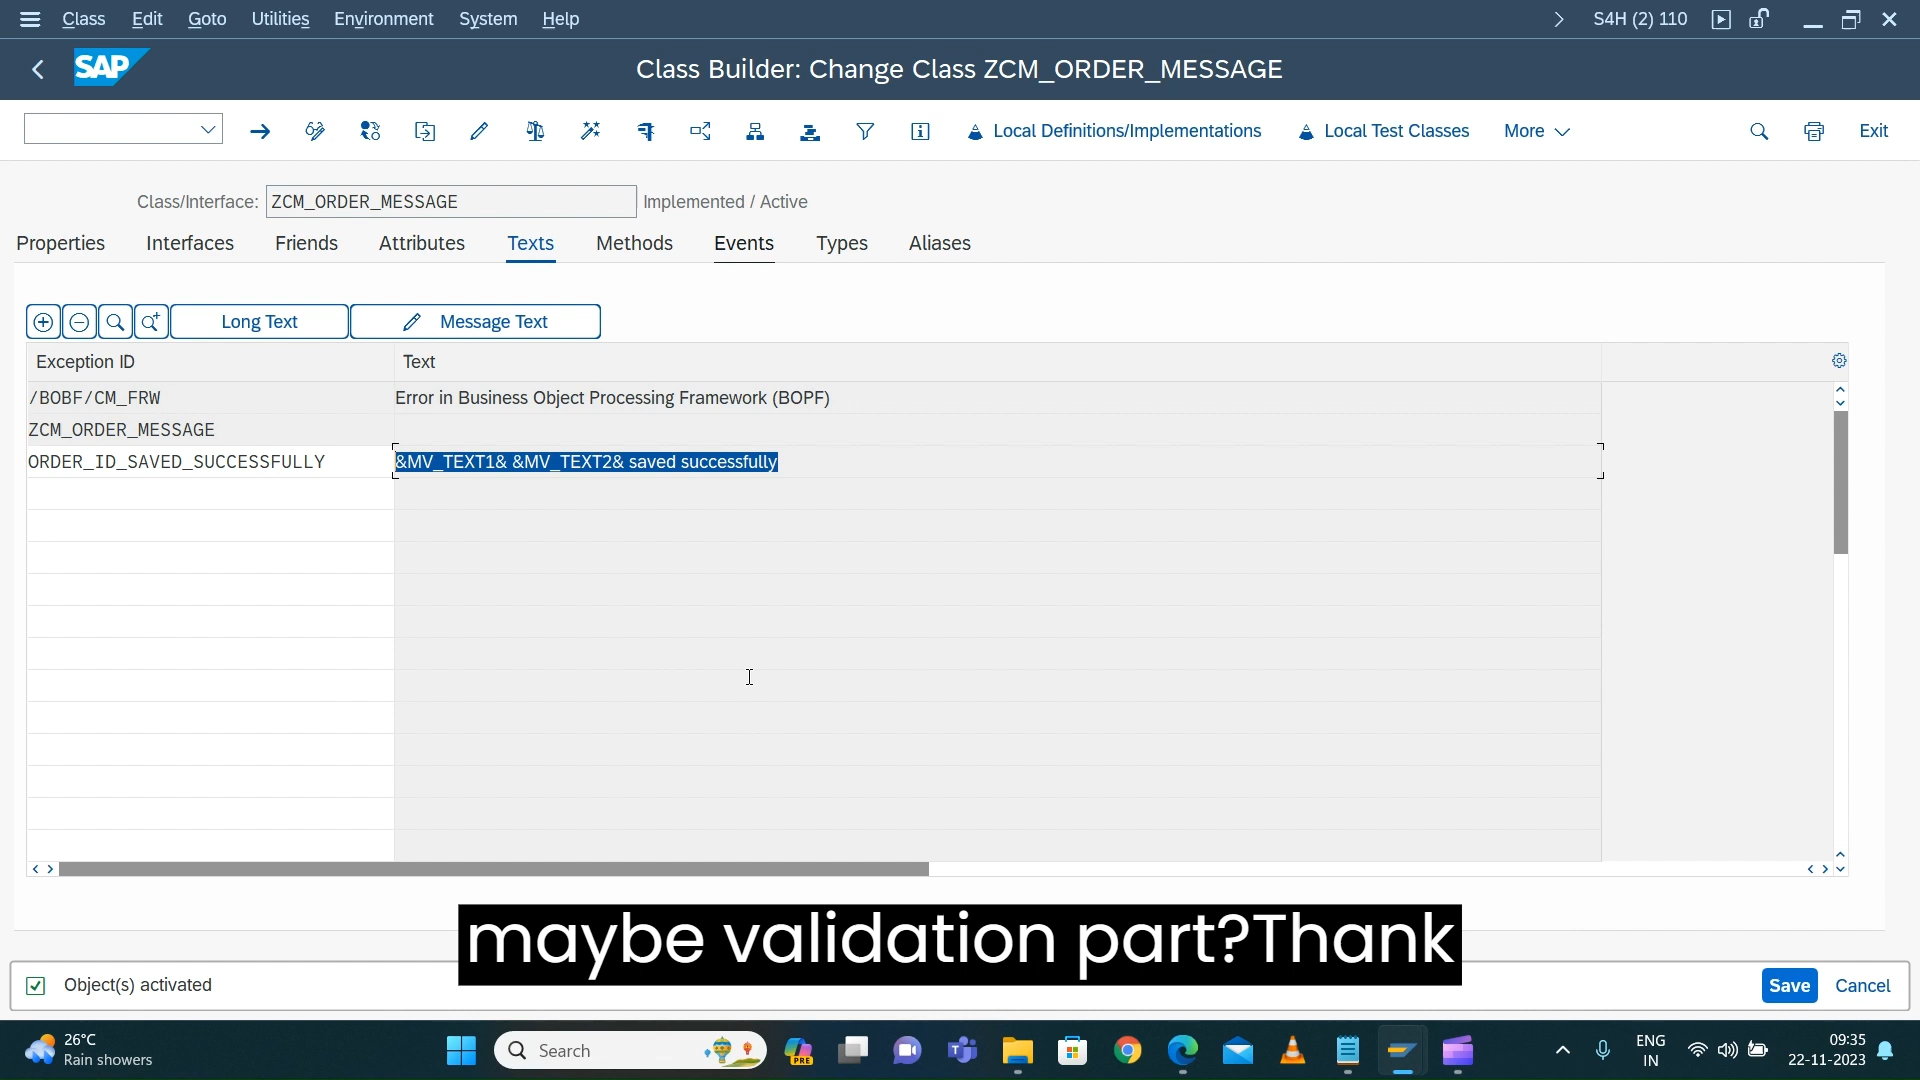 Class Edit Goto Utilities Environment System Help S4H (2) 110
SAP Class Builder: Change Class ZCM_ORDER_MESSAGE
Local Definitions/Implementations Local Test Classes More Exit
Class/Interface: ZCM_ORDER_MESSAGE Implemented / Active
Properties Interfaces Friends Attributes Texts Methods Events Types Aliases
Long Text Message Text
Exception ID Text
/BOBF/CM_FRW Error in Business Object Processing Framework (BOPF)
ZCM_ORDER_MESSAGE
ORDER_ID_SAVED_SUCCESSFULLY &MV_TEXT1& &MV_TEXT2& saved successfully
maybe validation part?Thank
Object(s) activated Save Cancel
26°C
Rain showers
Search
PRE
ENG
IN
09:35
22-11-2023